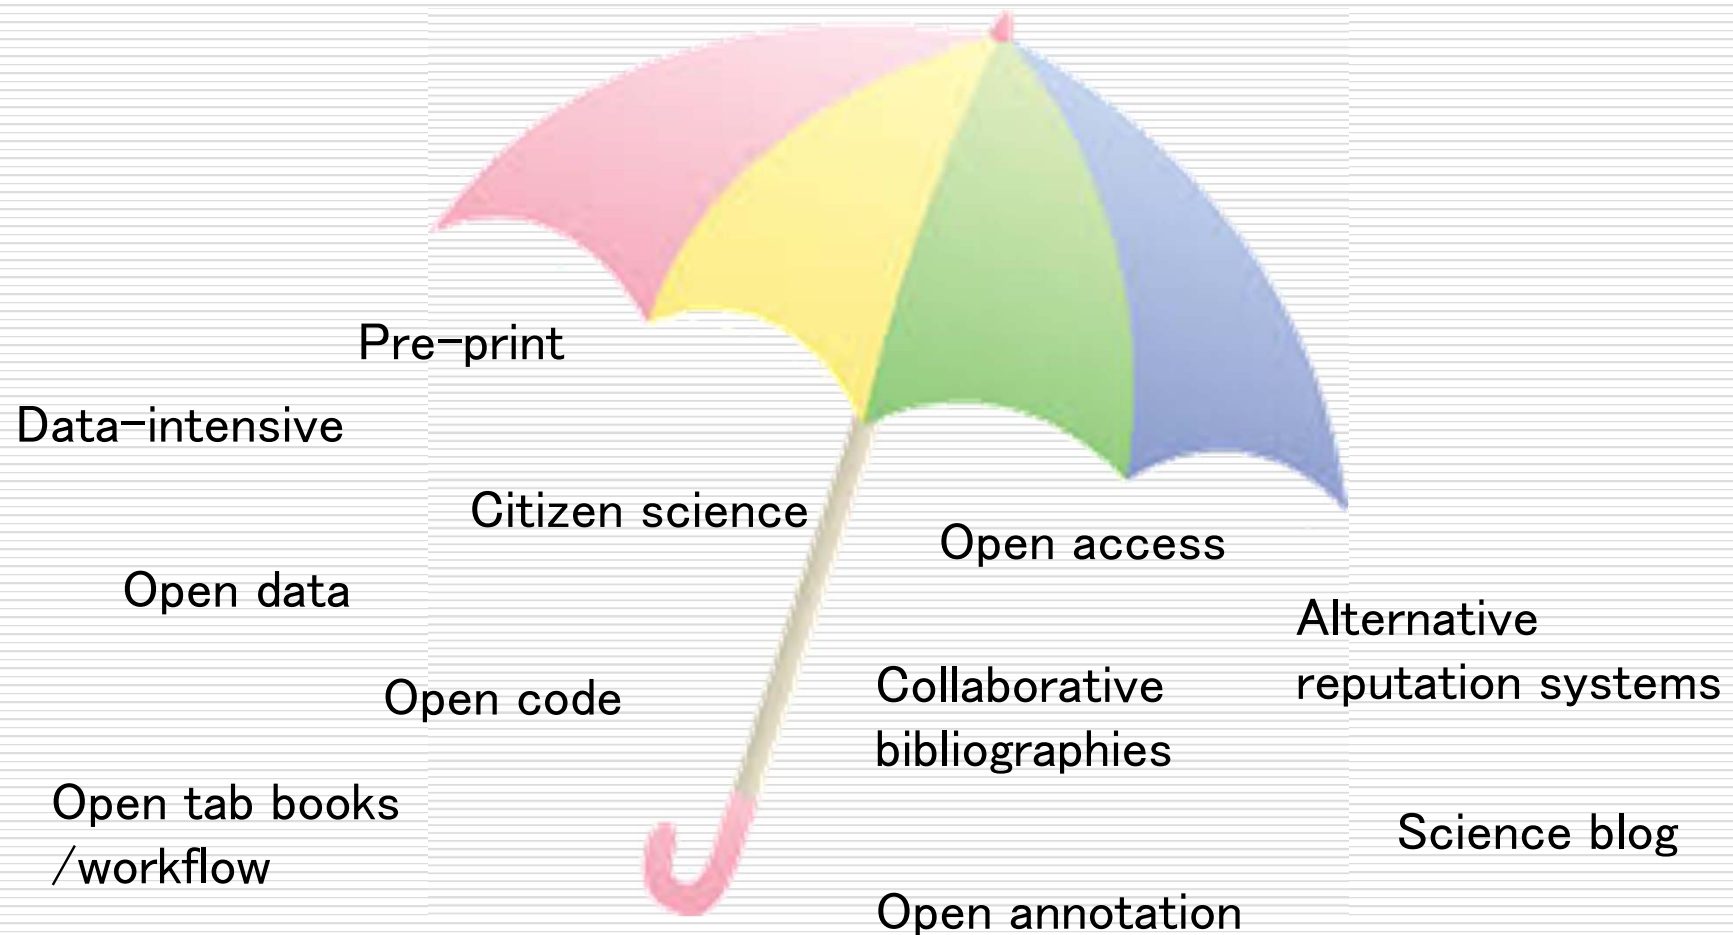 Pre-print
Data-intensive
Citizen science
Open access
Open data
Alternative
reputation systems
Open code
Collaborative
bibliographies
Open tab books
/workflow
Science blog
Open annotation